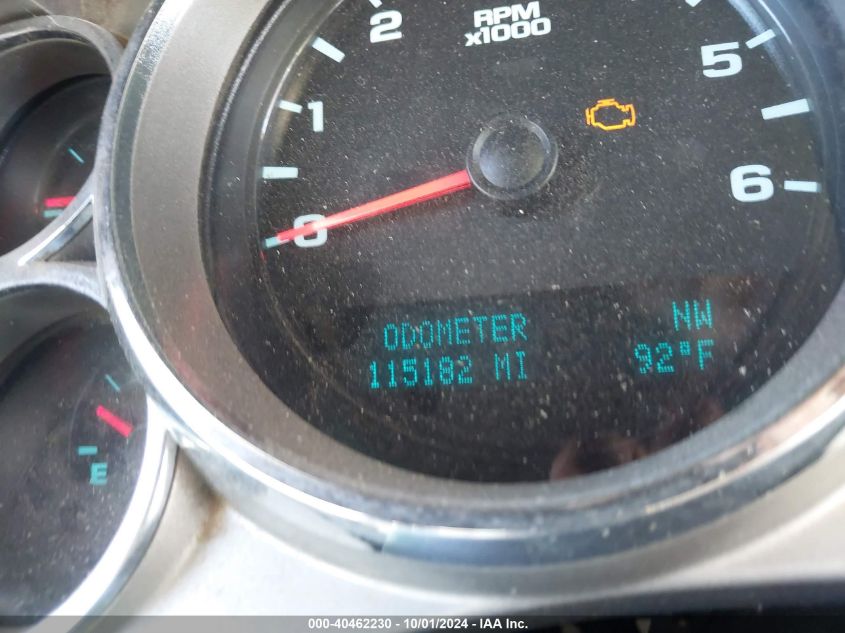 RPM
x1000
0
1
2
5
6
ODOMETER
115182 MI
NW
92°F
E
000-40462230 - 10/01/2024 - IAA Inc.